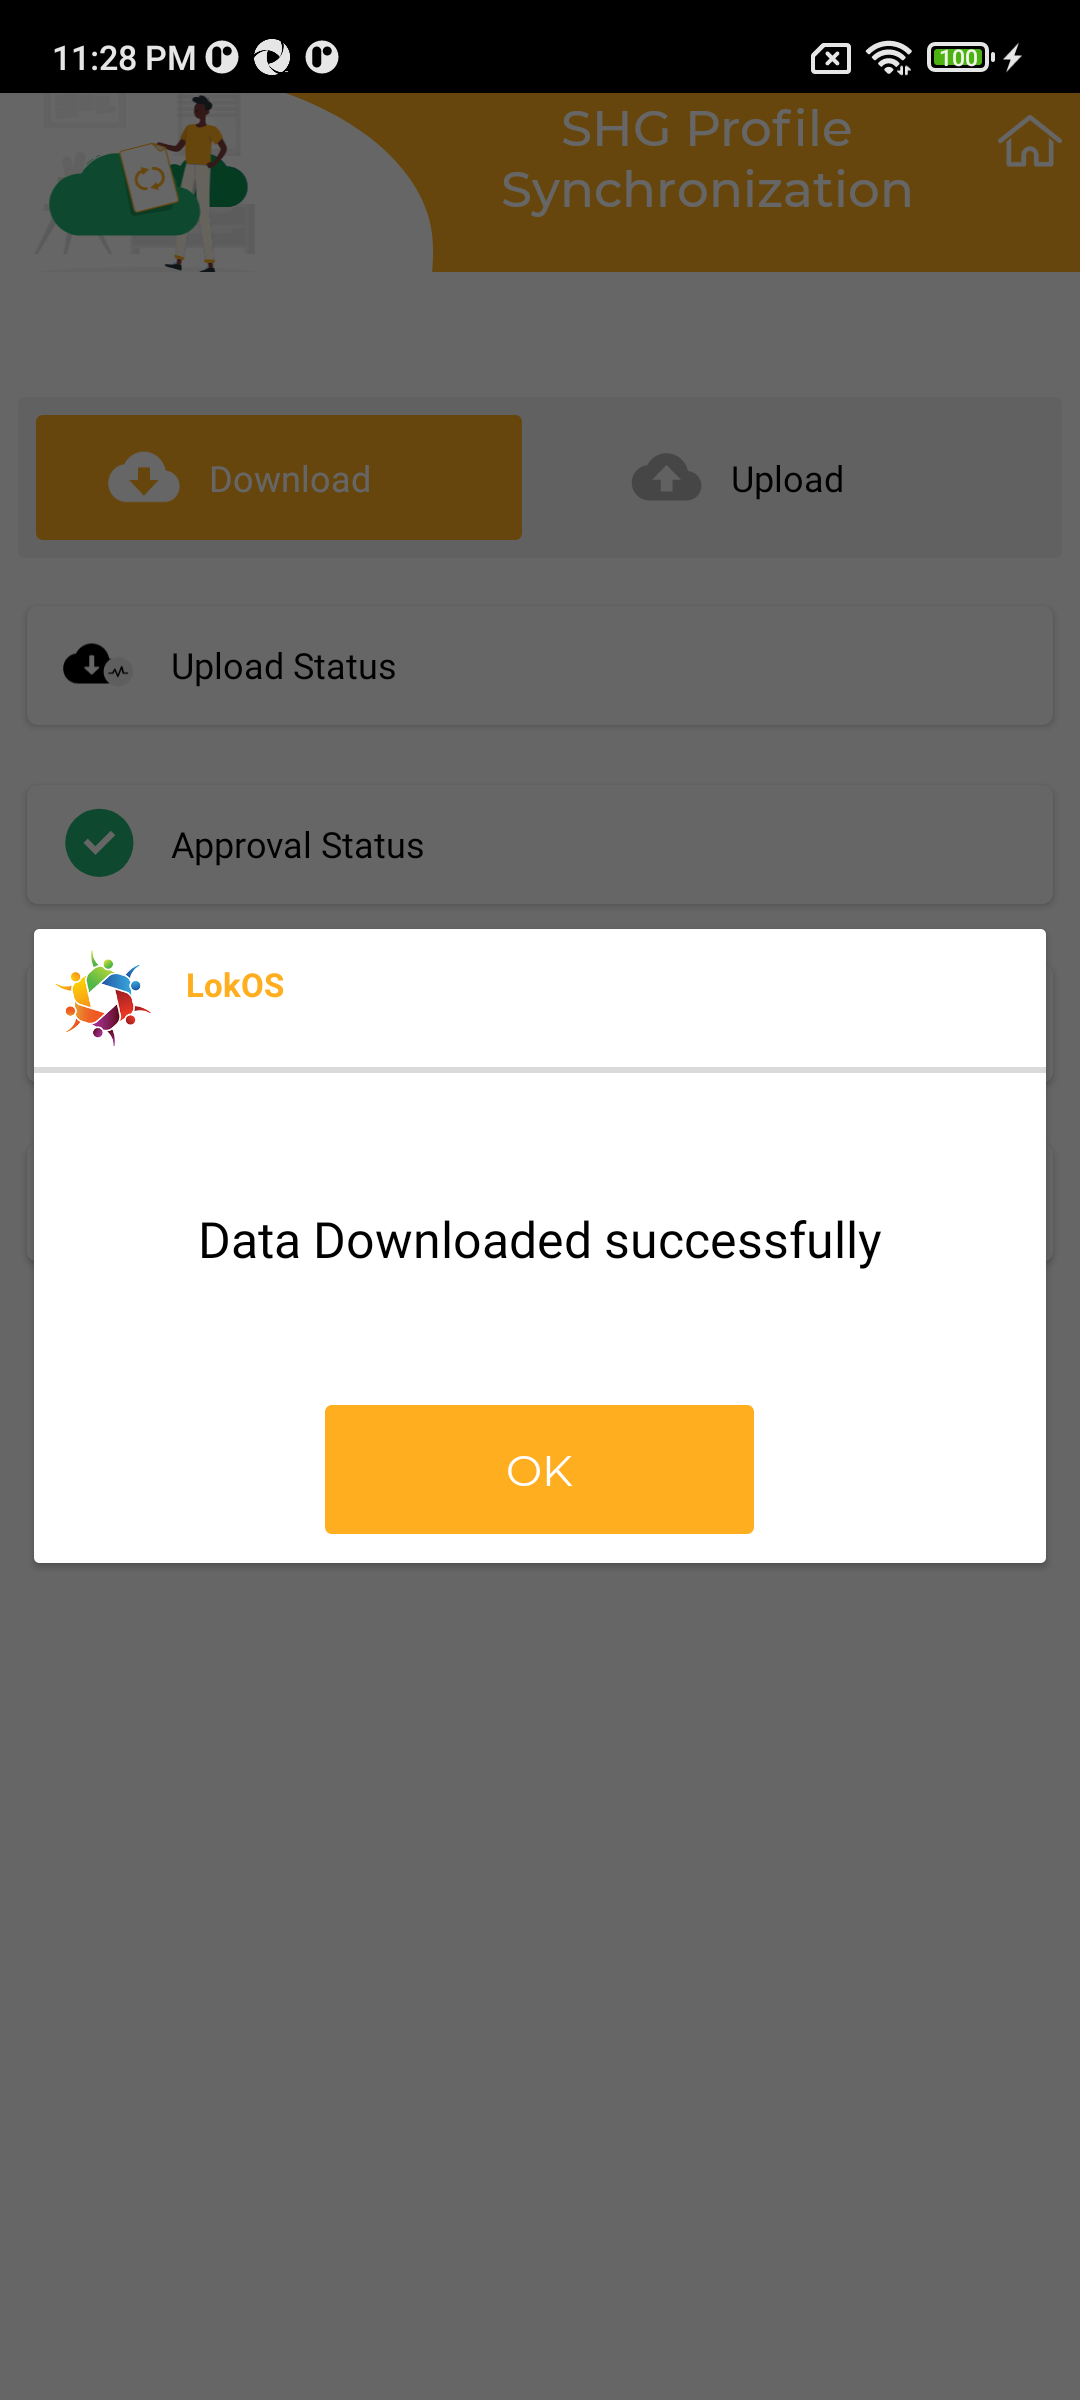 11:28 PM
100
SHG Profile
Synchronization
Download
Upload
Upload Status
Approval Status
LokOS
Data Downloaded successfully
OK